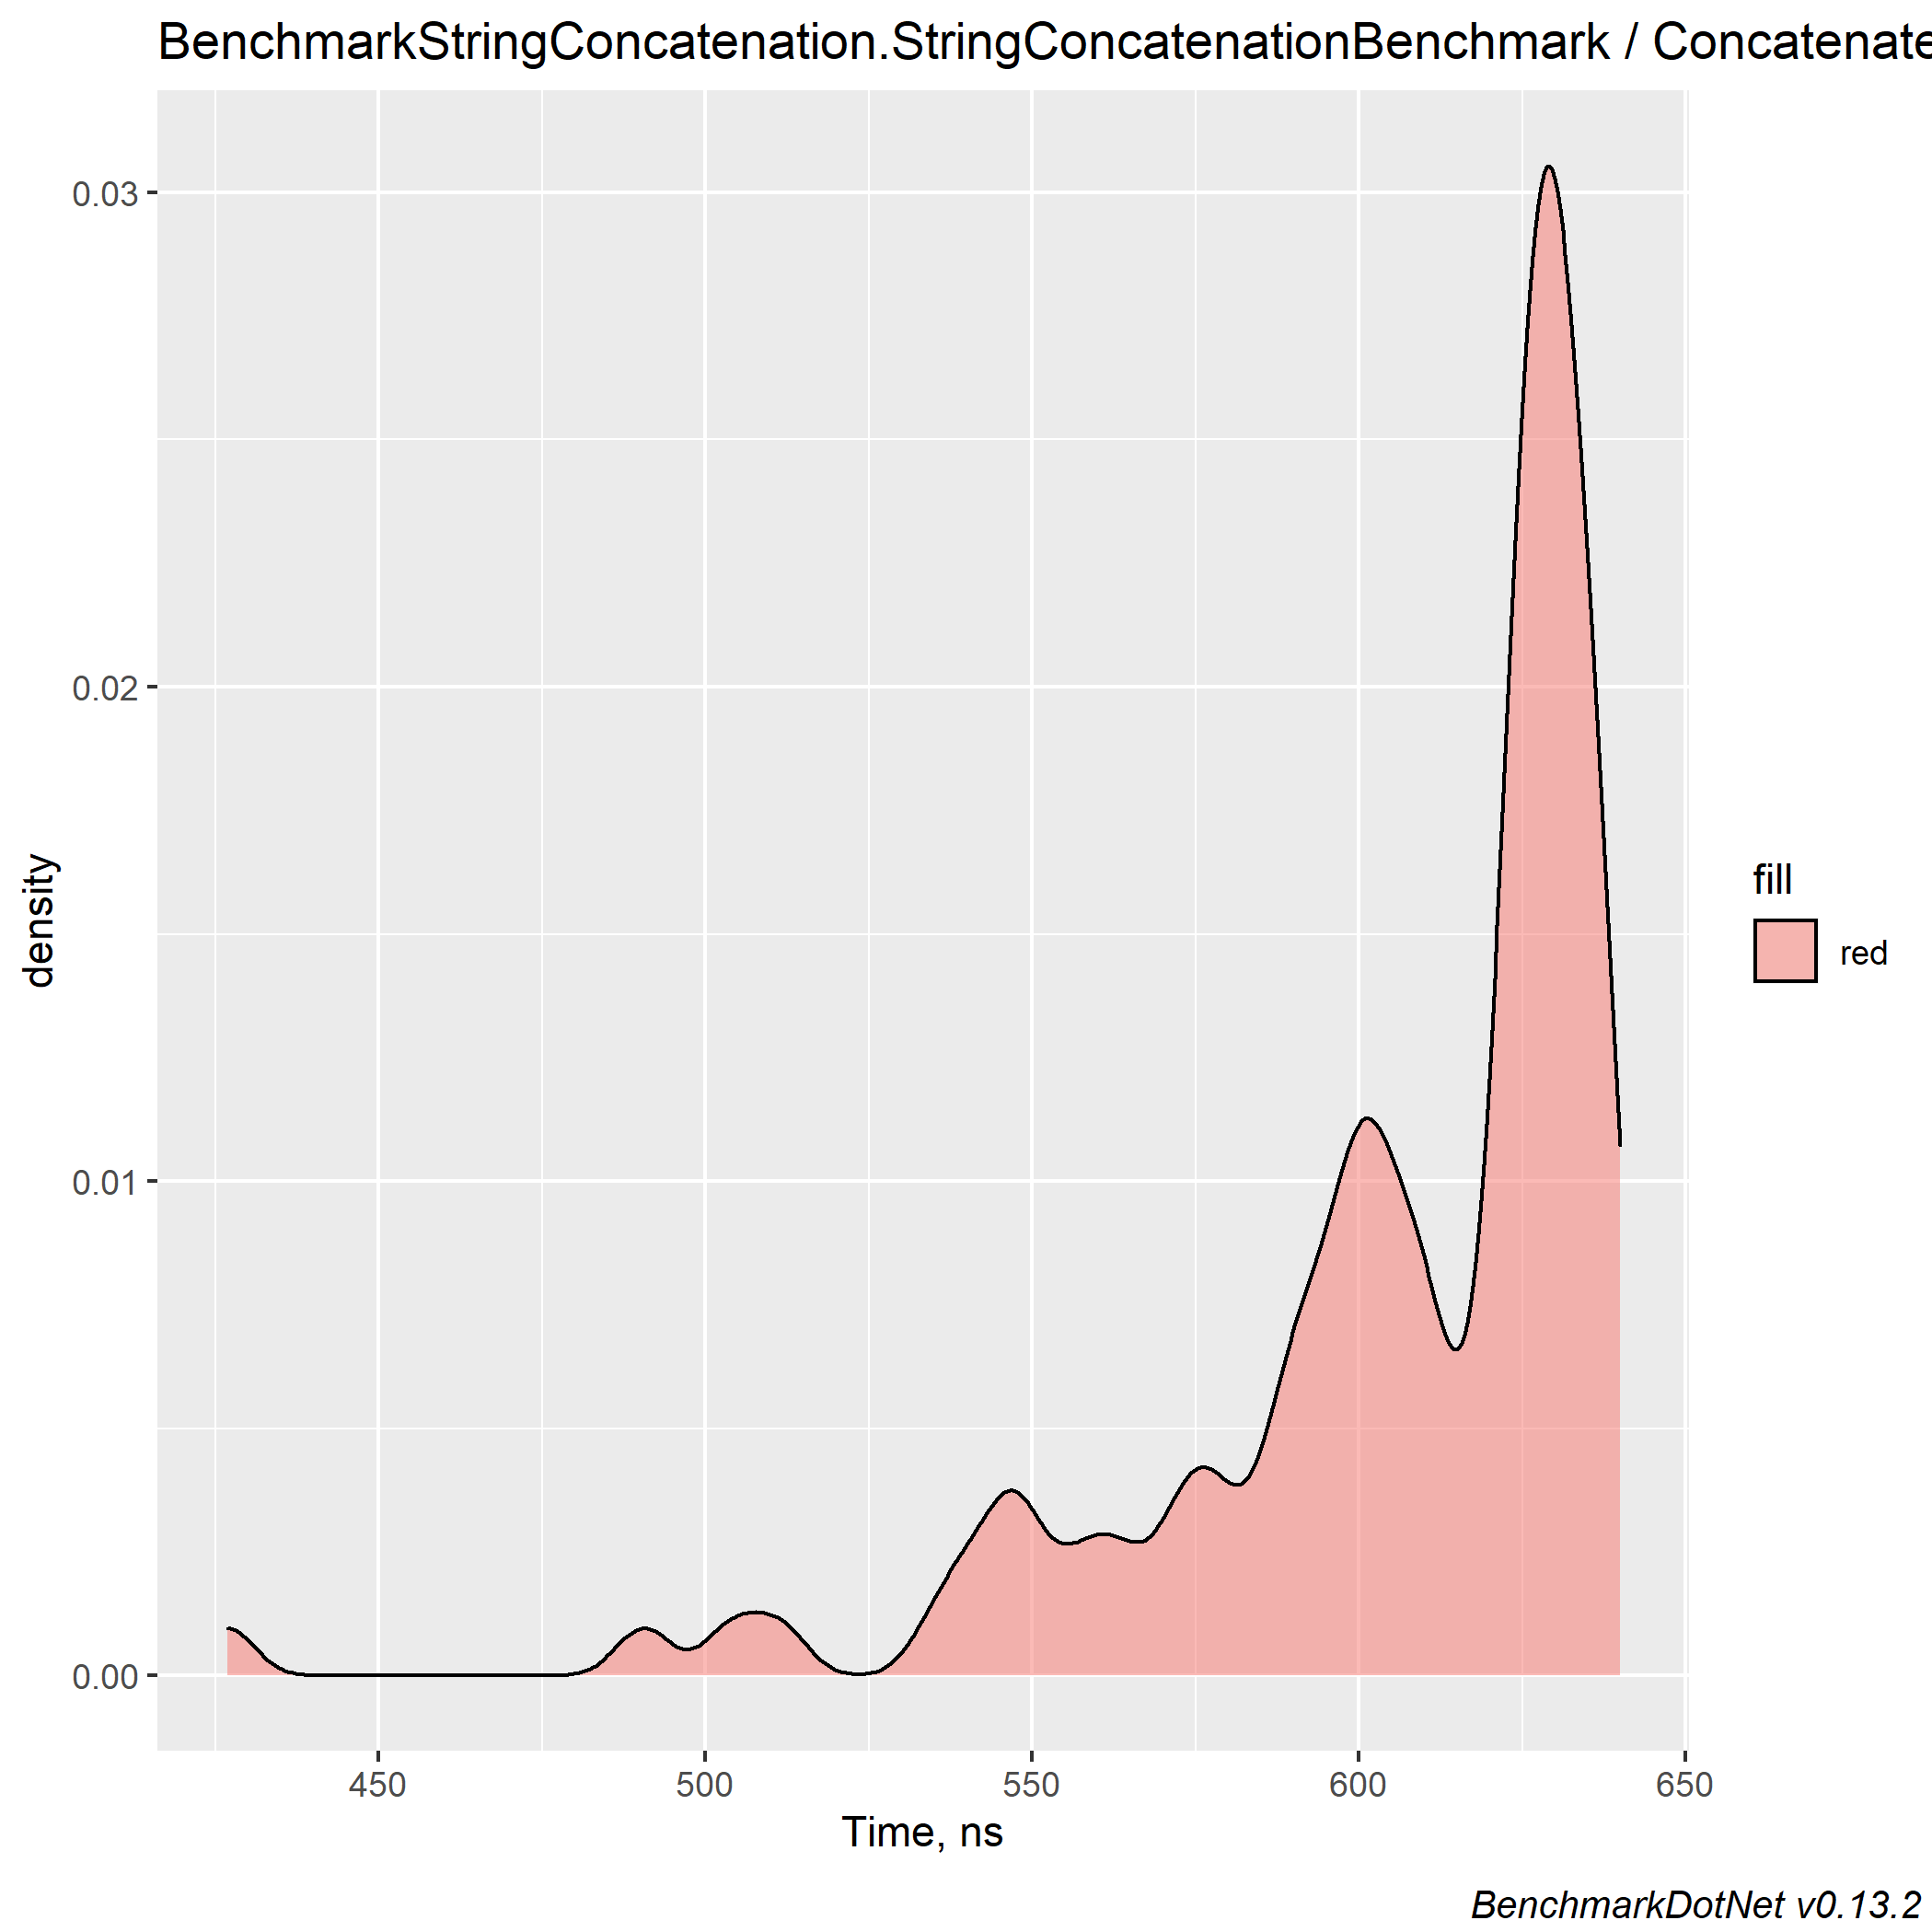 BenchmarkStringConcatenation.StringConcatenationBenchmark / Concatenate
0.03
0.02
0.01
0.00
density
450 500 550 600 650
Time, ns
fill
red
BenchmarkDotNet v0.13.2